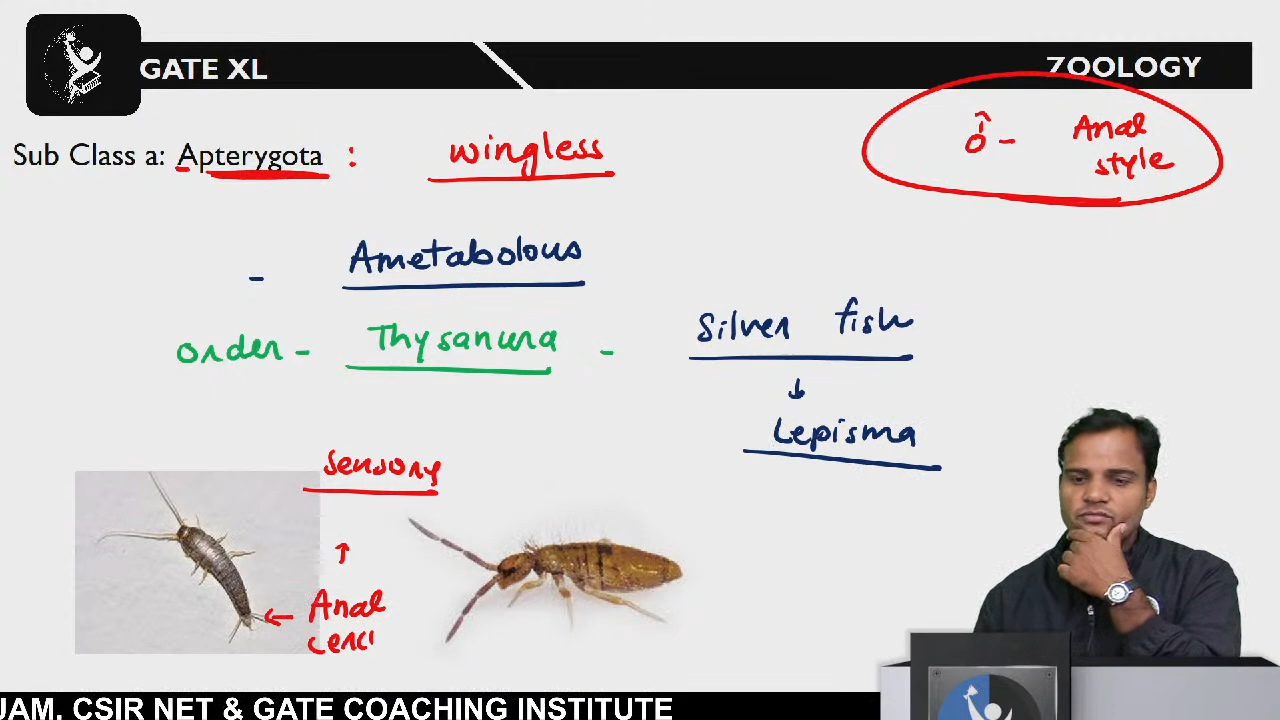 GATE XL
ZOOLOGY
Sub Class a: Apterygota : wingless
♂ - Anal
style
- Ametabolous
order - Thysanura - Silver fish
↓
Lepisma
sensory
↑
← Anal
cerci
JAM, CSIR NET & GATE COACHING INSTITUTE